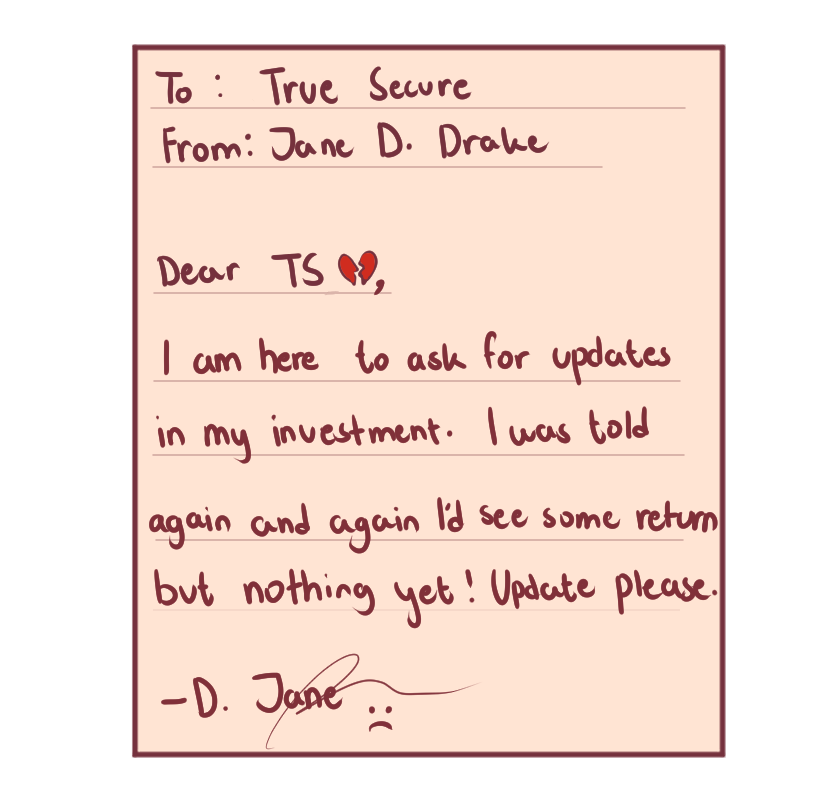 To : True Secure
From: Jane D. Drake
Dear TS 💔,
I am here to ask for updates
in my investment. I was told
again and again I'd see some return
but nothing yet! Update please.
-D. Jane :(